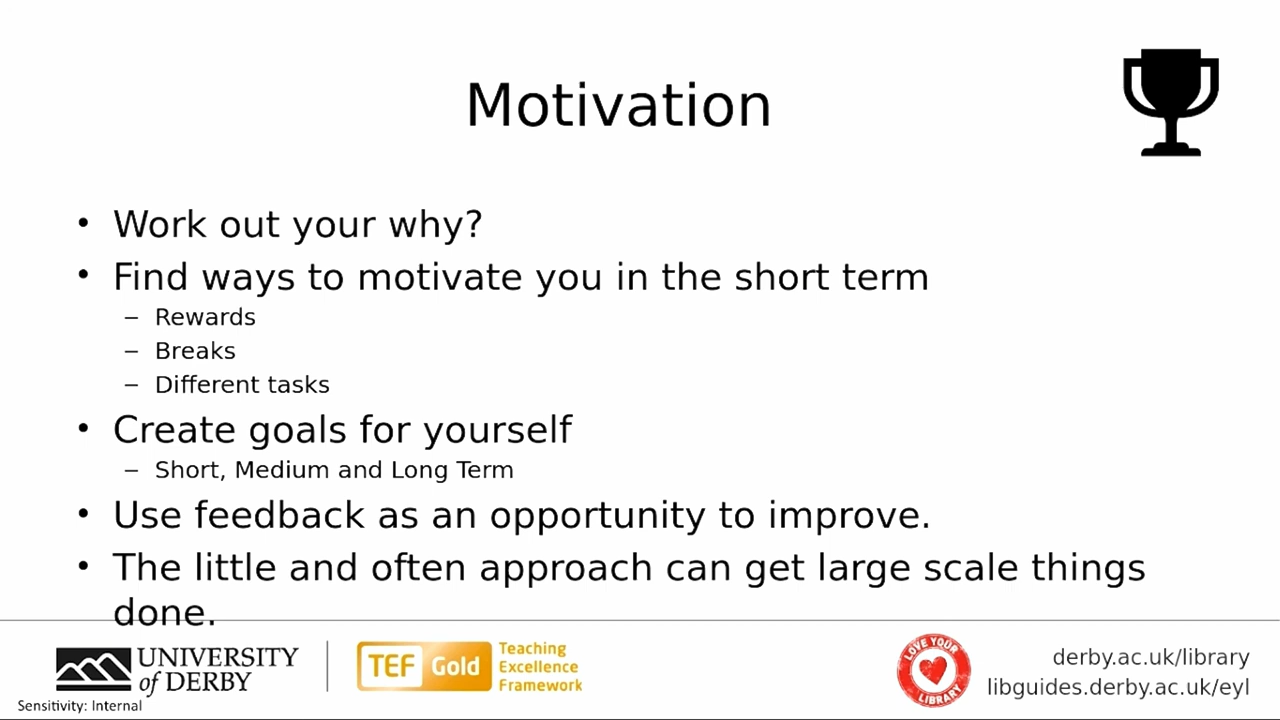 Motivation
• Work out your why?
• Find ways to motivate you in the short term
– Rewards
– Breaks
– Different tasks
• Create goals for yourself
– Short, Medium and Long Term
• Use feedback as an opportunity to improve.
• The little and often approach can get large scale things
done.
UNIVERSITY
of DERBY
TEF Gold
Teaching
Excellence
Framework
LOVE YOUR
LIBRARY
derby.ac.uk/library
libguides.derby.ac.uk/eyl
Sensitivity: Internal